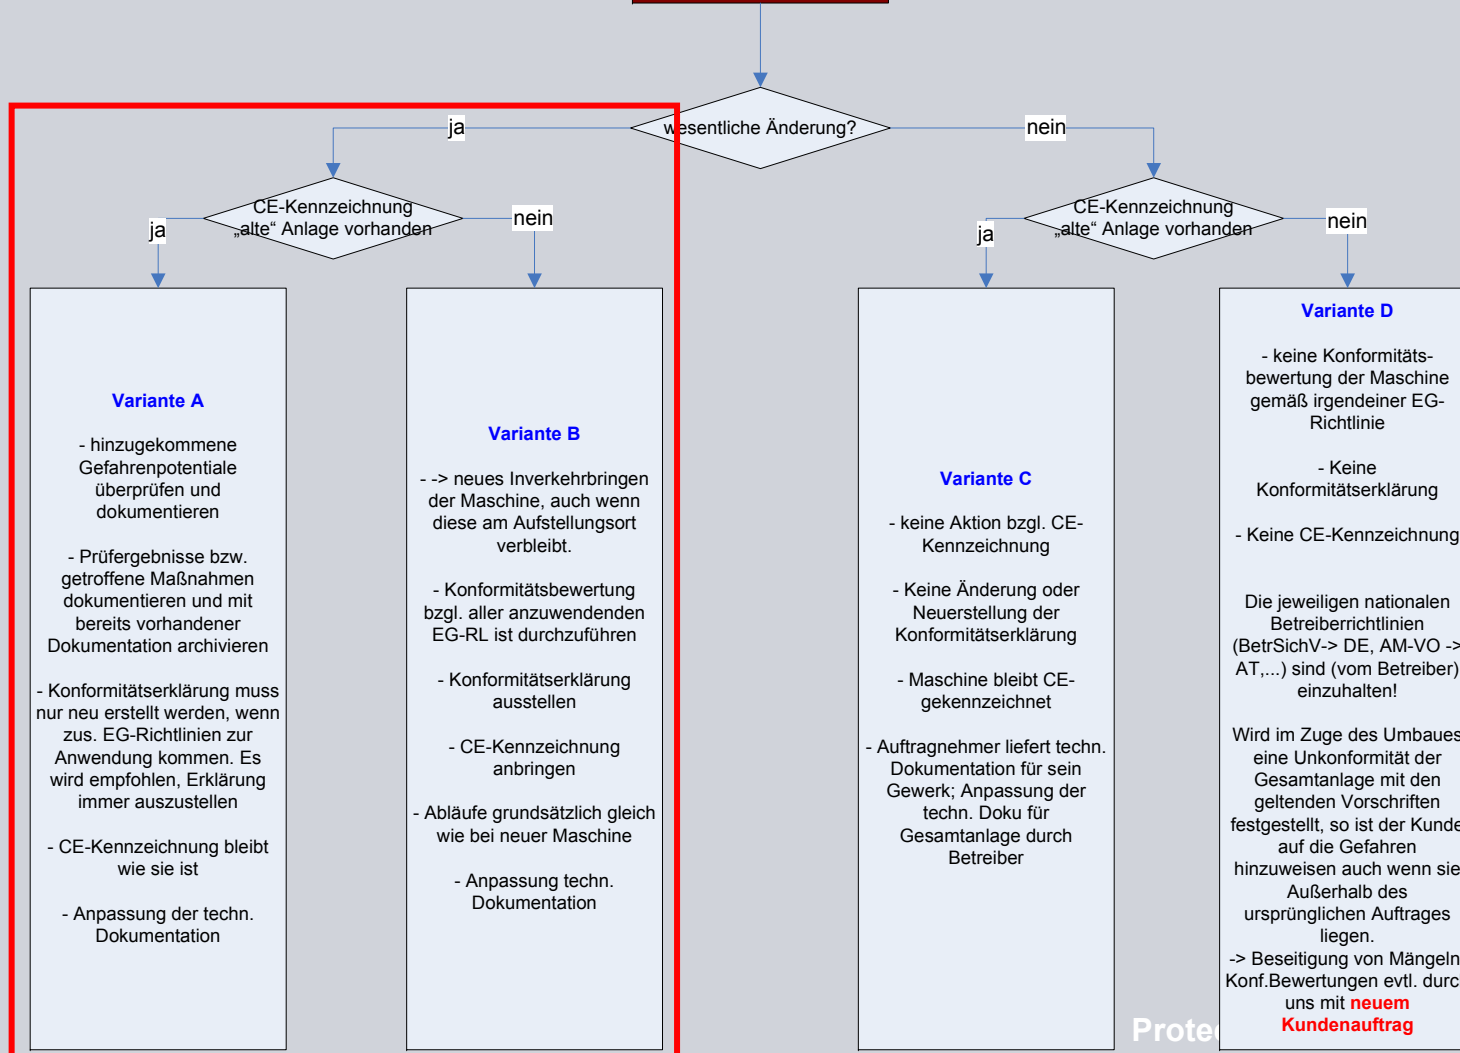 wesentliche Änderung?
ja
nein
CE-Kennzeichnung
„alte“ Anlage vorhanden
ja
nein
CE-Kennzeichnung
„alte“ Anlage vorhanden
ja
nein
Variante A
- hinzugekommene
Gefahrenpotentiale
überprüfen und
dokumentieren
- Prüfergebnisse bzw.
getroffene Maßnahmen
dokumentieren und mit
bereits vorhandener
Dokumentation archivieren
- Konformitätserklärung muss
nur neu erstellt werden, wenn
zus. EG-Richtlinien zur
Anwendung kommen. Es
wird empfohlen, Erklärung
immer auszustellen
- CE-Kennzeichnung bleibt
wie sie ist
- Anpassung der techn.
Dokumentation
Variante B
- -> neues Inverkehrbringen
der Maschine, auch wenn
diese am Aufstellungsort
verbleibt.
- Konformitätsbewertung
bzgl. aller anzuwendenden
EG-RL ist durchzuführen
- Konformitätserklärung
ausstellen
- CE-Kennzeichnung
anbringen
- Abläufe grundsätzlich gleich
wie bei neuer Maschine
- Anpassung techn.
Dokumentation
Variante C
- keine Aktion bzgl. CE-
Kennzeichnung
- Keine Änderung oder
Neuerstellung der
Konformitätserklärung
- Maschine bleibt CE-
gekennzeichnet
- Auftragnehmer liefert techn.
Dokumentation für sein
Gewerk; Anpassung der
techn. Doku für
Gesamtanlage durch
Betreiber
Variante D
- keine Konformitäts-
bewertung der Maschine
gemäß irgendeiner EG-
Richtlinie
- Keine
Konformitätserklärung
- Keine CE-Kennzeichnung
Die jeweiligen nationalen
Betreiberrichtlinien
(BetrSichV-> DE, AM-VO ->
AT,...) sind (vom Betreiber)
einzuhalten!
Wird im Zuge des Umbaues
eine Unkonformität der
Gesamtanlage mit den
geltenden Vorschriften
festgestellt, so ist der Kunde
auf die Gefahren
hinzuweisen auch wenn sie
Außerhalb des
ursprünglichen Auftrages
liegen.
-> Beseitigung von Mängeln
Konf.Bewertungen evtl.
uns mit neuem
Kundenauftrag